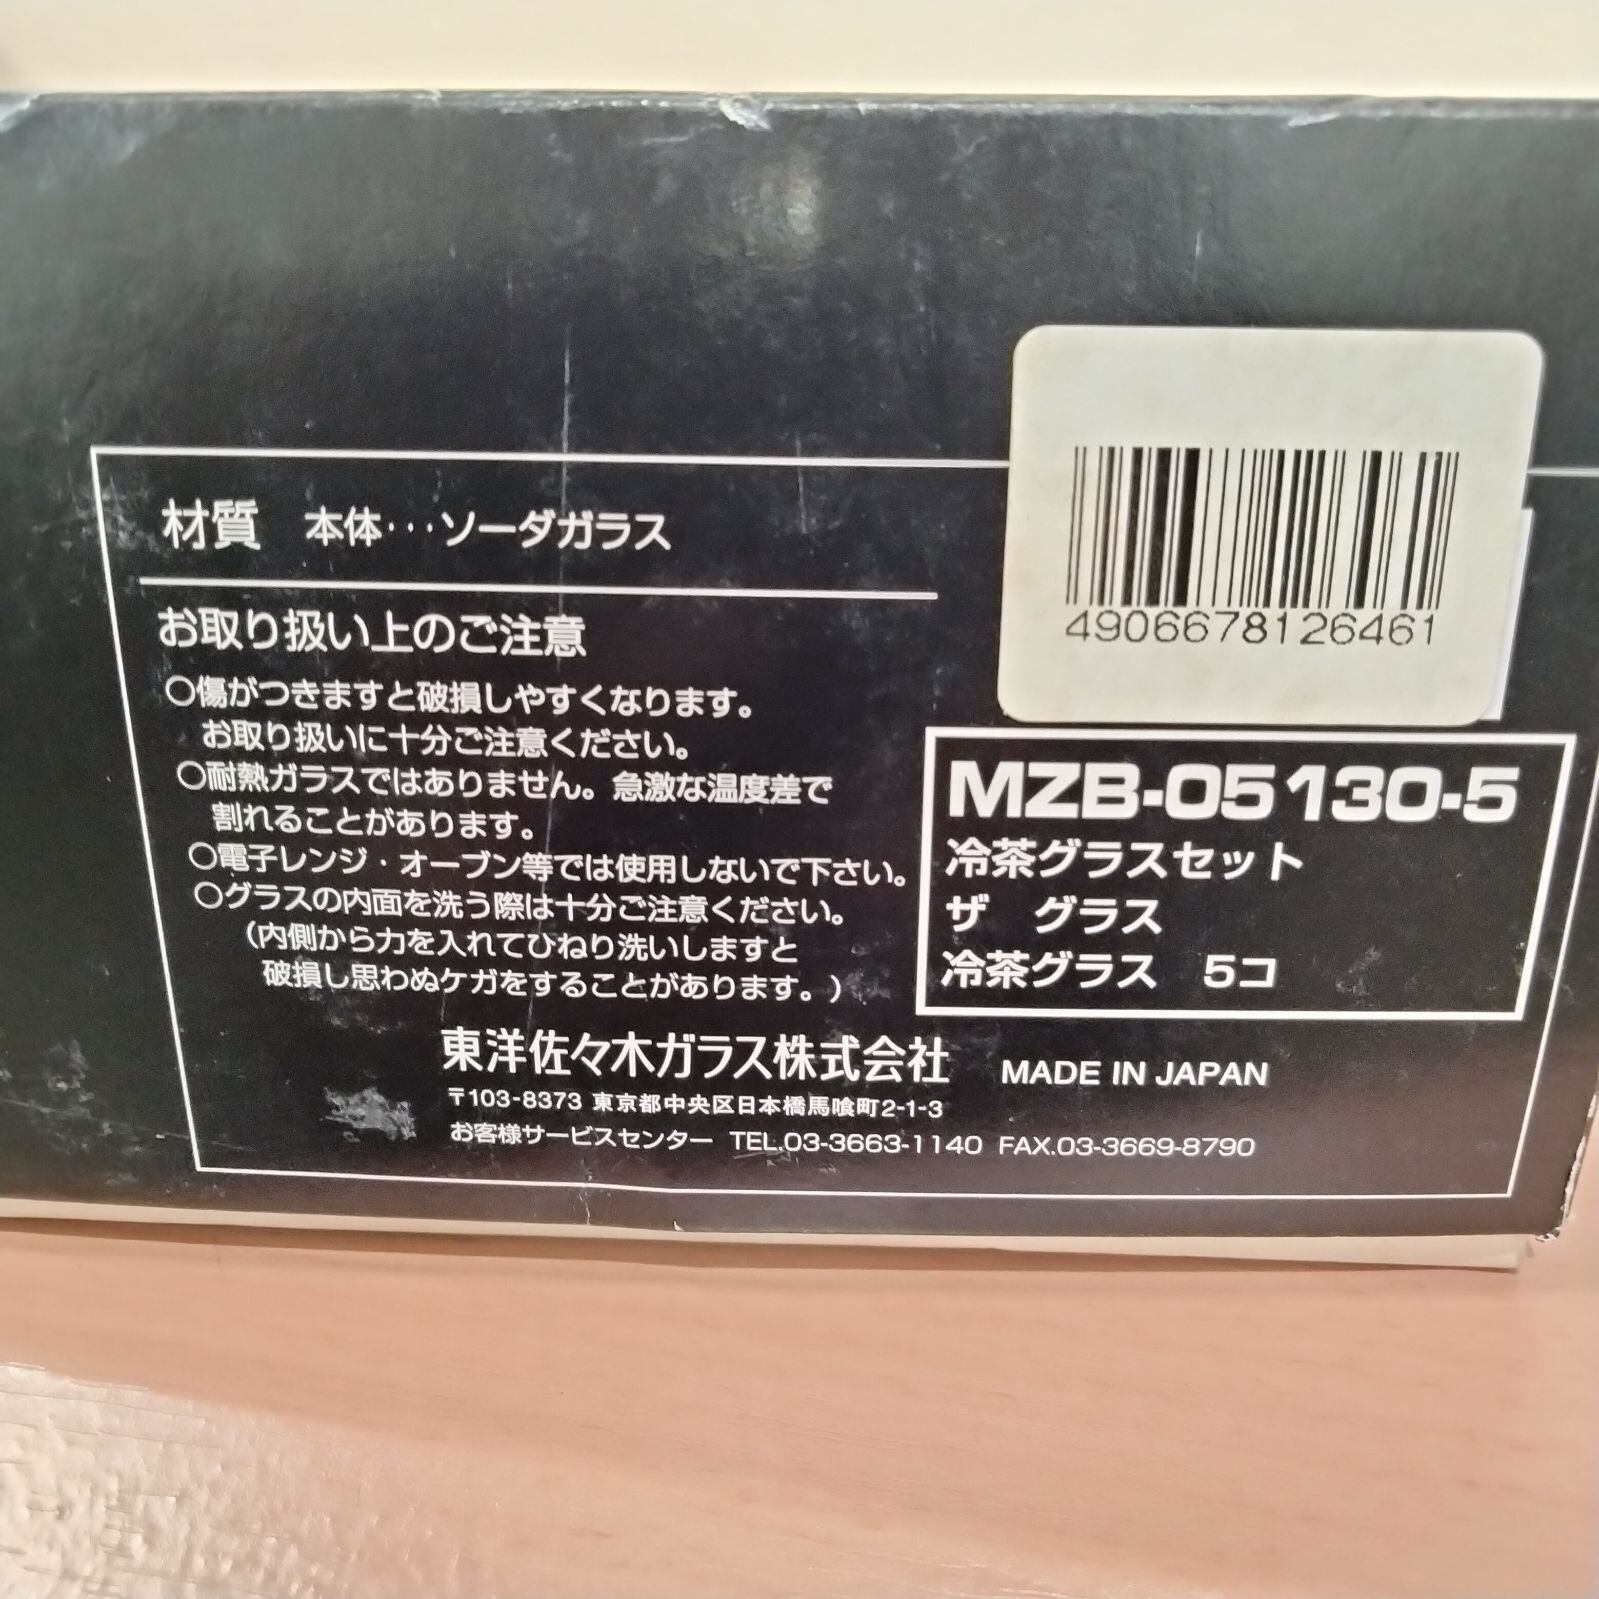 材質　本体・・・ソーダガラス
お取り扱い上のご注意
○傷がつきますと破損しやすくなります。
お取り扱いに十分ご注意ください。
○耐熱ガラスではありません。急激な温度差で
割れることがあります。
○電子レンジ・オーブン等では使用しないで下さい。
○グラスの内面を洗う際は十分ご注意ください。
（内側から力を入れてひねり洗いしますと
破損し思わぬケガをすることがあります。）
4906678126461
MZB-05130-5
冷茶グラスセット
ザ　グラス
冷茶グラス　5コ
東洋佐々木ガラス株式会社　MADE IN JAPAN
〒103-8373 東京都中央区日本橋馬喰町2-1-3
お客様サービスセンター　TEL.03-3663-1140 FAX.03-3669-8790